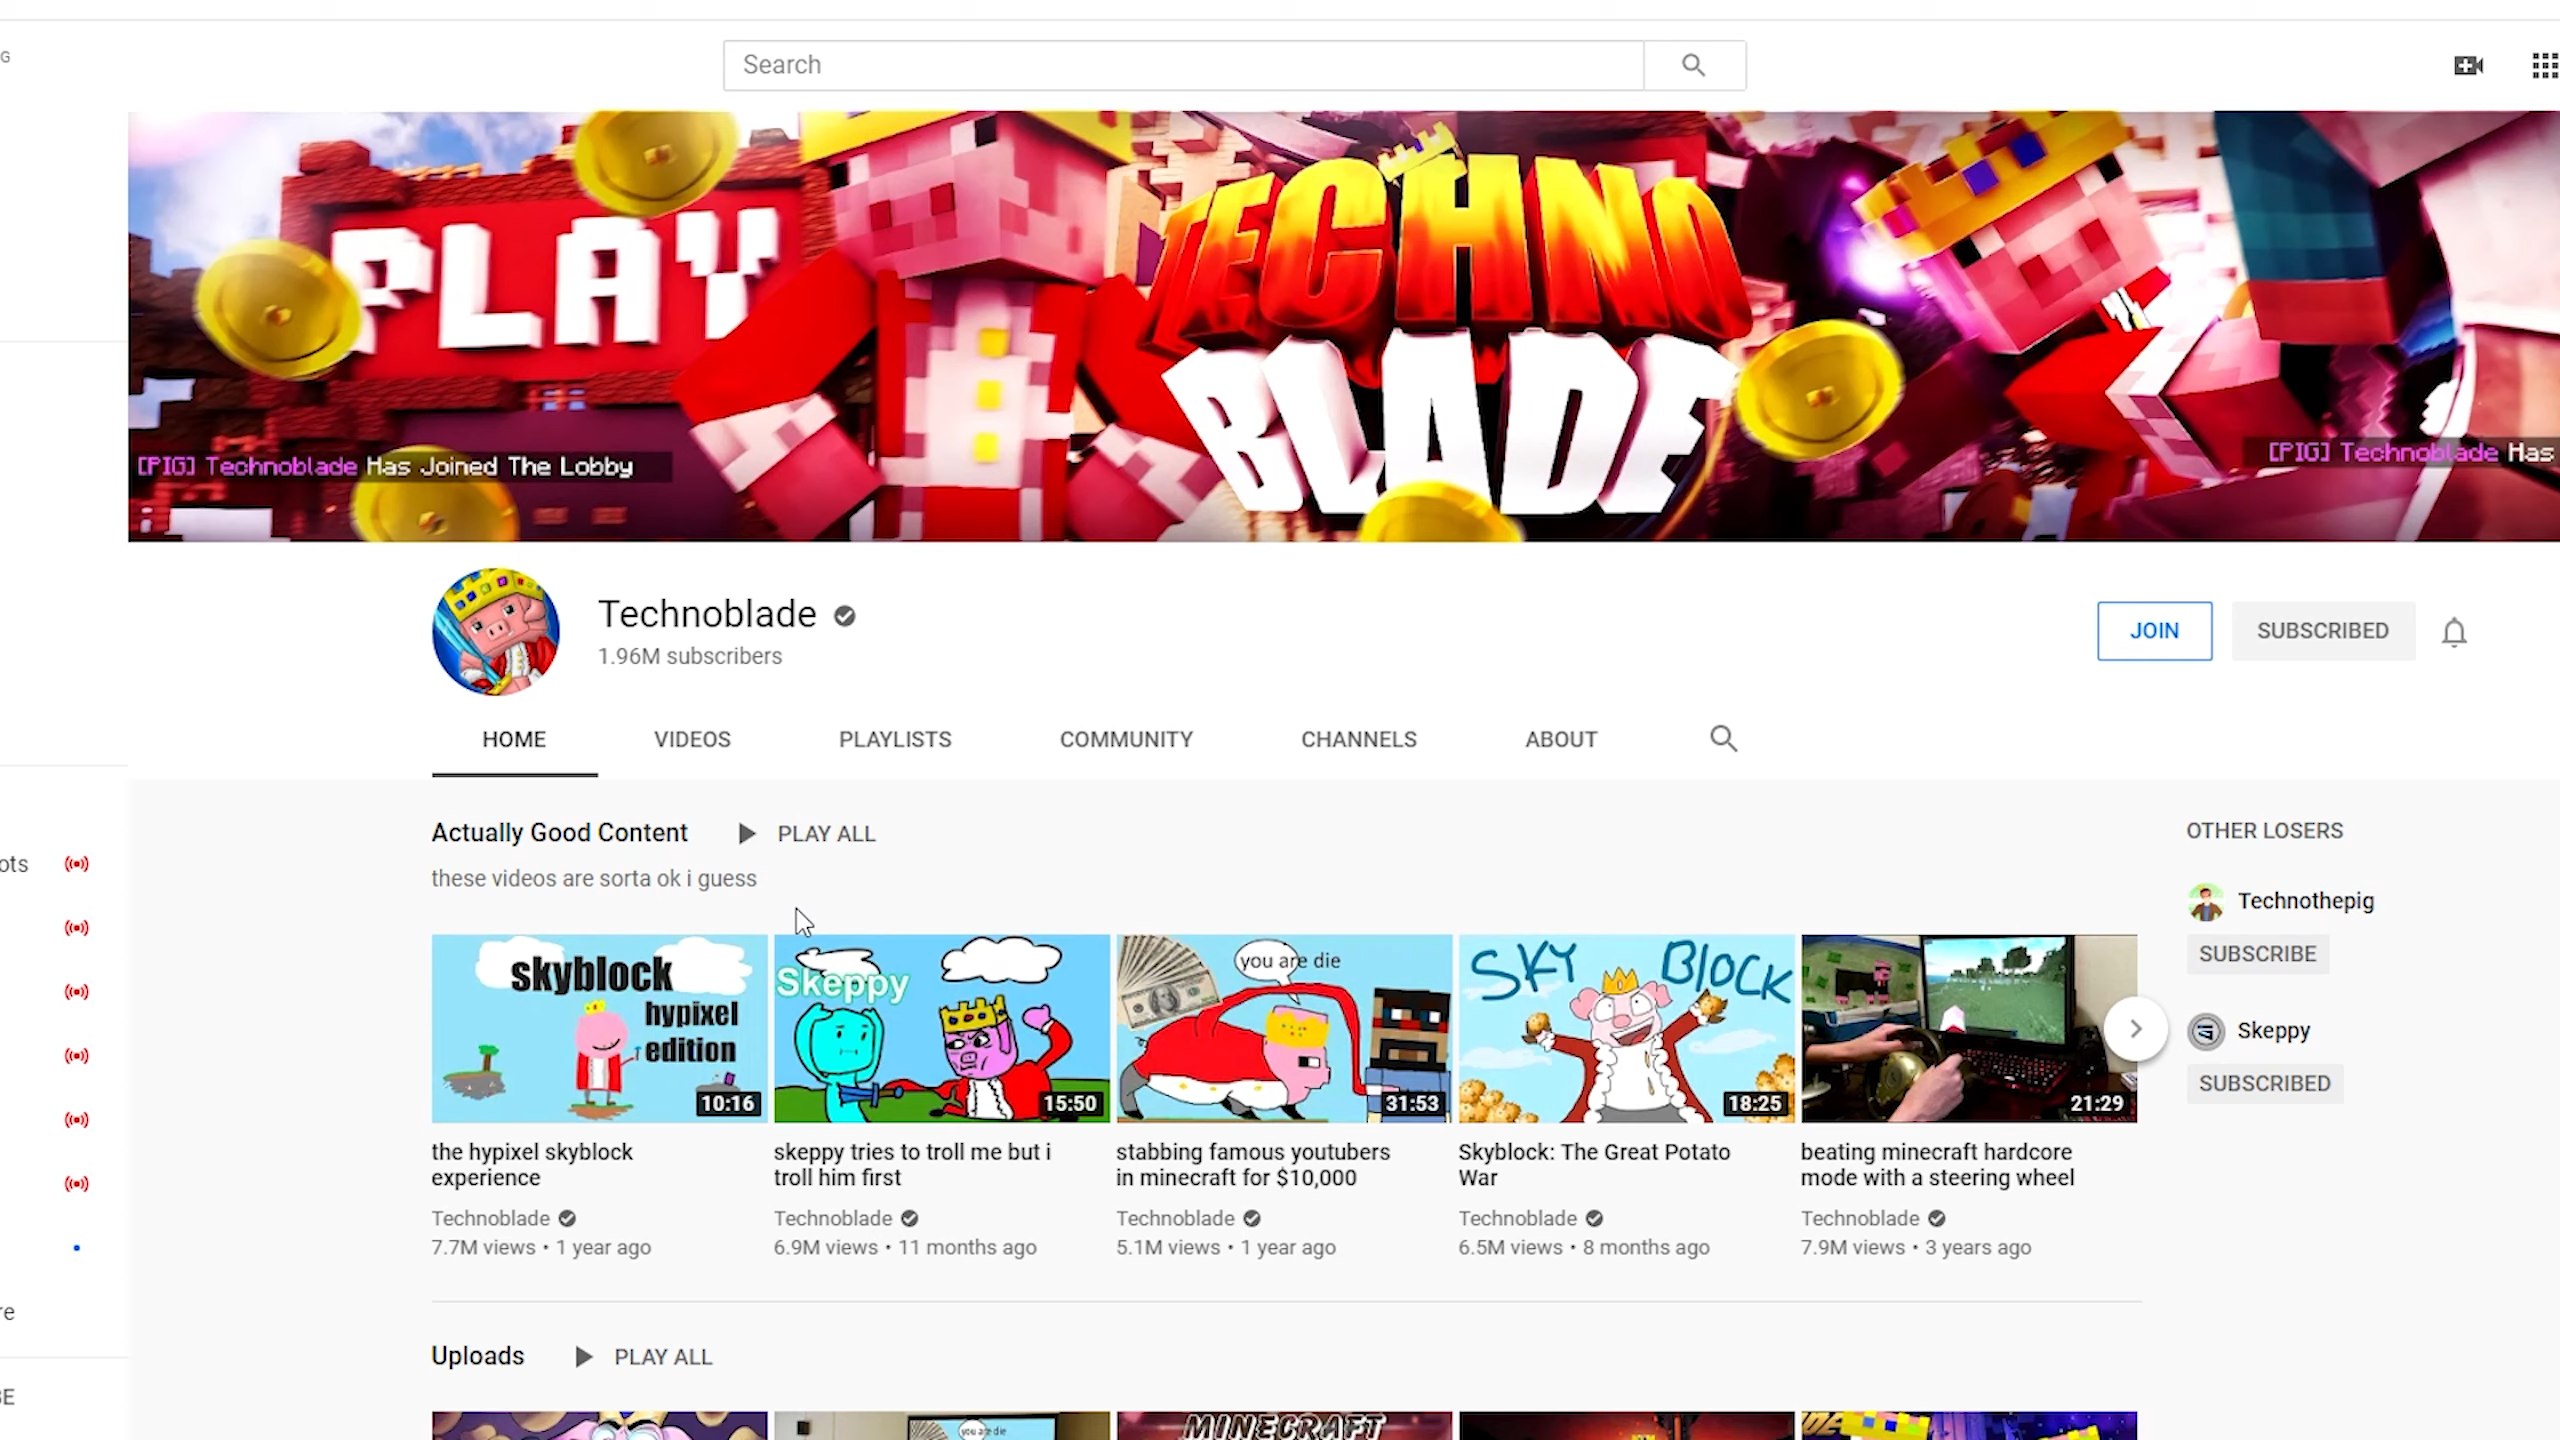 G
Search
PLAY
TECHNO
BLADE
[PIG] Technoblade Has Joined The Lobby
[PIG] Technoblade Has
Technoblade
1.96M subscribers
JOIN
SUBSCRIBED
HOME
VIDEOS
PLAYLISTS
COMMUNITY
CHANNELS
ABOUT
Actually Good Content
PLAY ALL
these videos are sorta ok i guess
OTHER LOSERS
ots
Technothepig
SUBSCRIBE
Skeppy
SUBSCRIBED
skyblock
hypixel
edition
10:16
Skeppy
15:50
you are die
31:53
SKY BLOCK
18:25
21:29
the hypixel skyblock
experience
Technoblade
7.7M views • 1 year ago
skeppy tries to troll me but i
troll him first
Technoblade
6.9M views • 11 months ago
stabbing famous youtubers
in minecraft for $10,000
Technoblade
5.1M views • 1 year ago
Skyblock: The Great Potato
War
Technoblade
6.5M views • 8 months ago
beating minecraft hardcore
mode with a steering wheel
Technoblade
7.9M views • 3 years ago
re
Uploads
PLAY ALL
BE
you are die
MINECRAFT